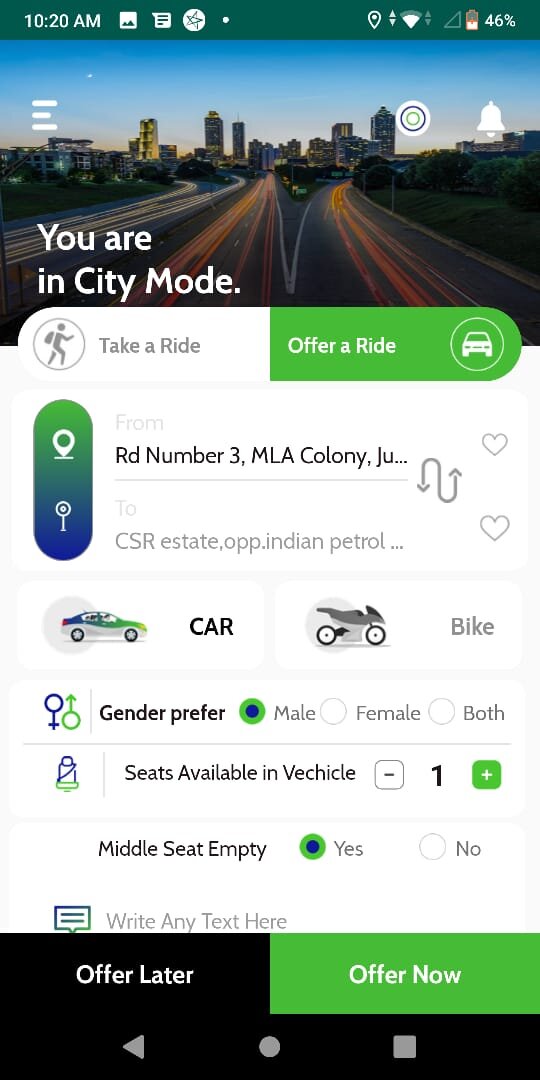 10:20 AM
46%
You are
in City Mode.
Take a Ride
Offer a Ride
From
Rd Number 3, MLA Colony, Ju...
To
CSR estate,opp.indian petrol ...
CAR
Bike
Gender prefer Male Female Both
Seats Available in Vechicle - 1 +
Middle Seat Empty Yes No
Write Any Text Here
Offer Later
Offer Now